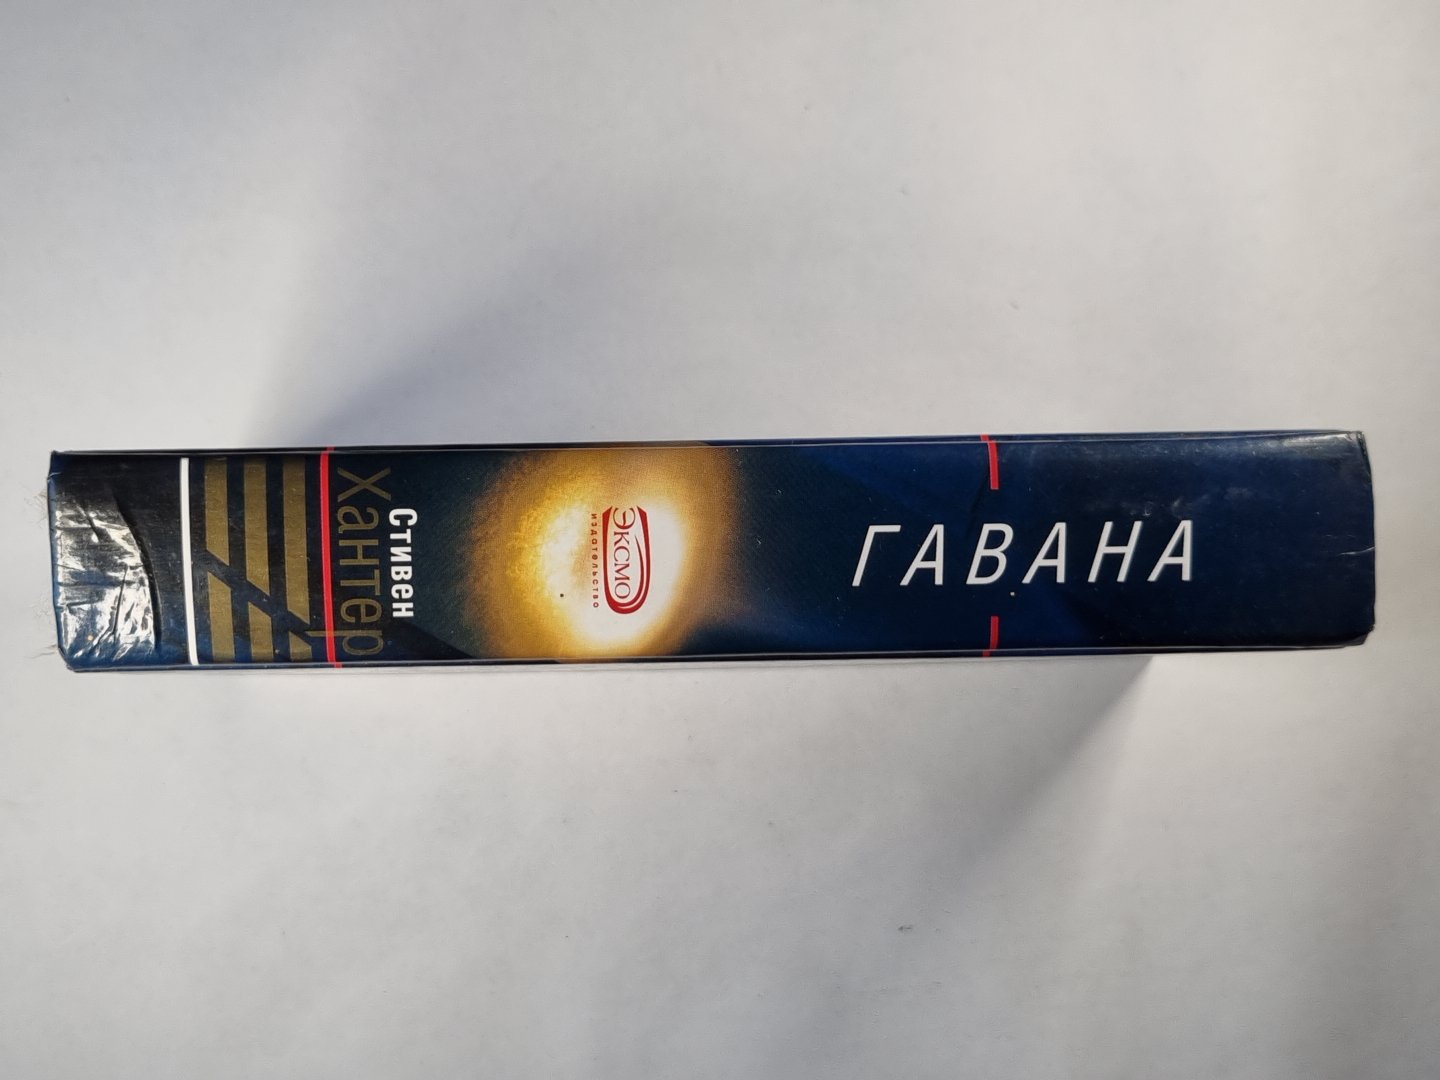 Стивен
Хантер
ЭКСМО
издательство
ГАВАНА